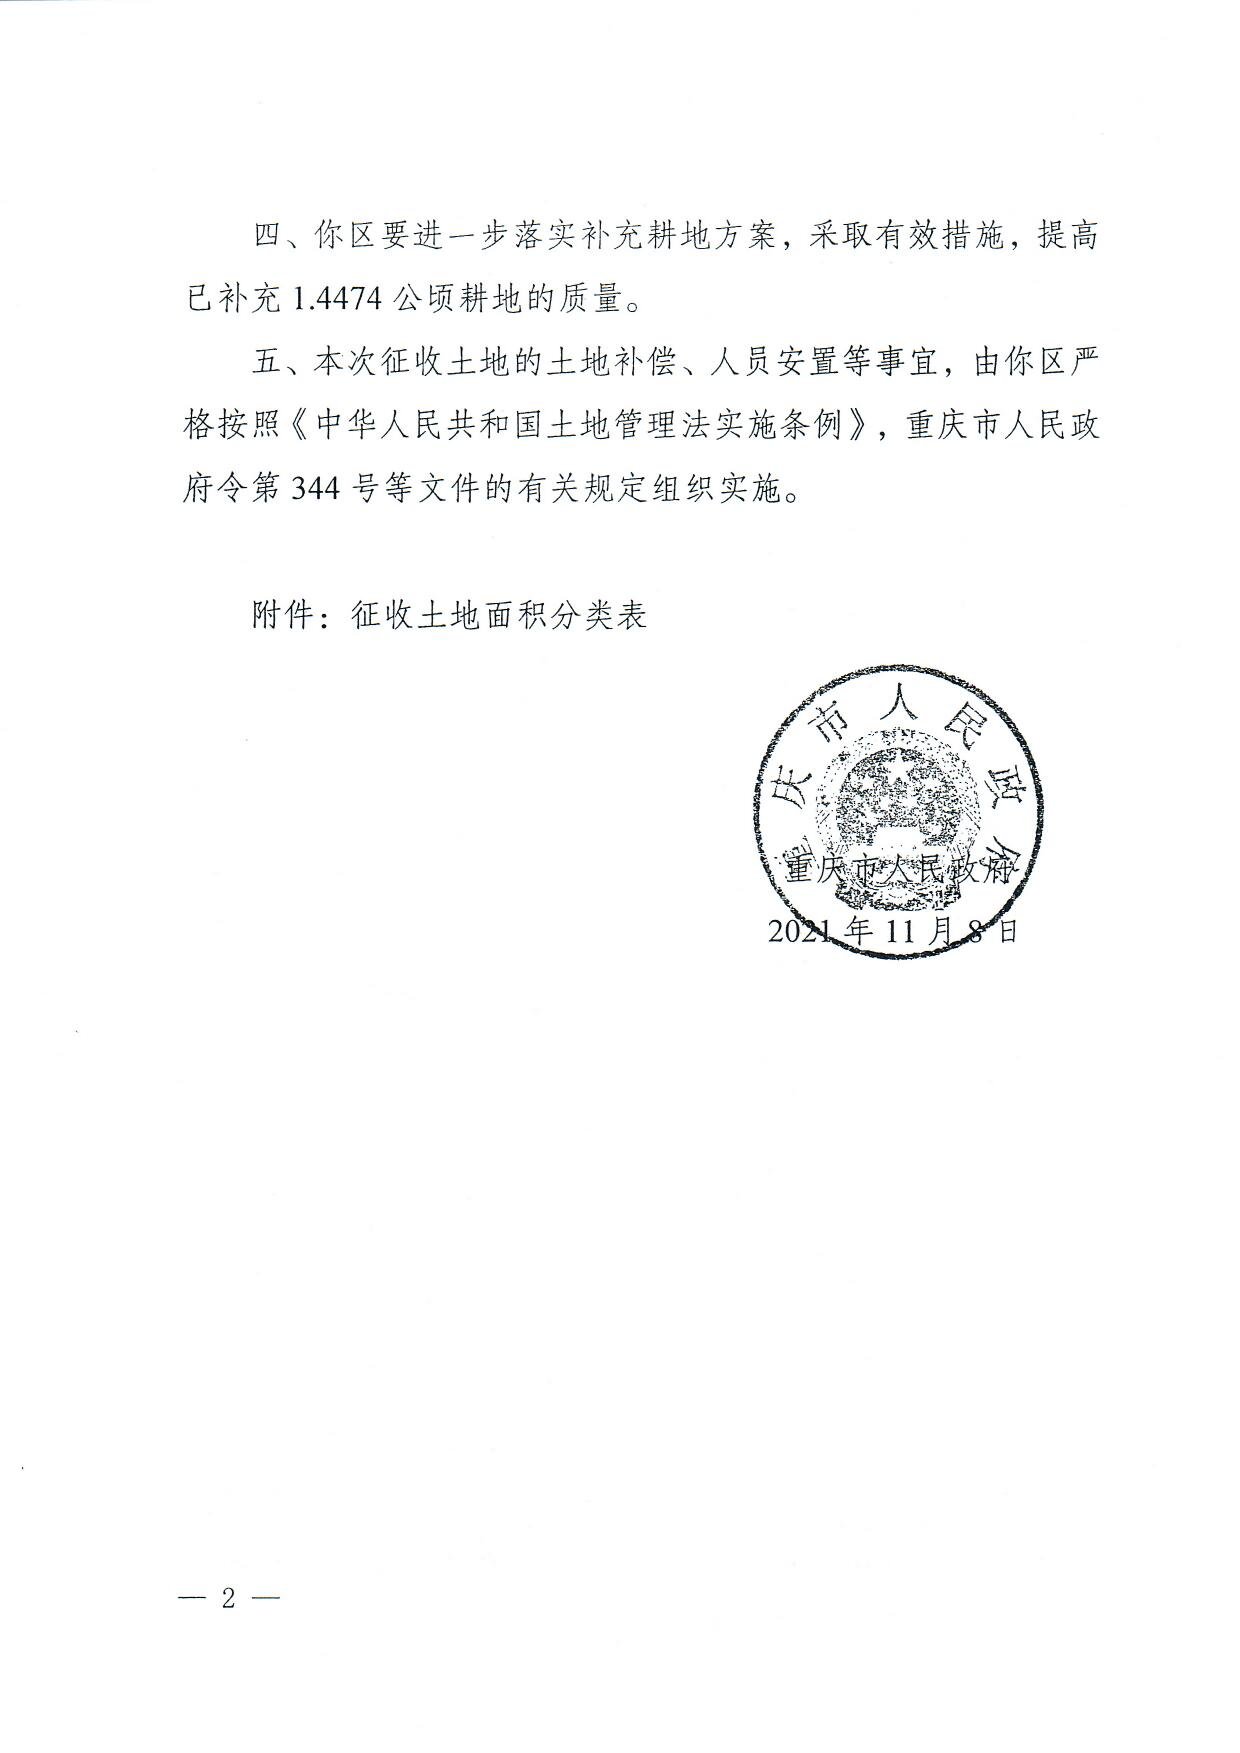 四、你区要进一步落实补充耕地方案，采取有效措施，提高
已补充 1.4474 公顷耕地的质量。
五、本次征收土地的土地补偿、人员安置等事宜，由你区严
格按照《中华人民共和国土地管理法实施条例》，重庆市人民政
府令第 344 号等文件的有关规定组织实施。
附件：征收土地面积分类表
重庆市人民政府
重庆市人民政府
2021 年 11 月 8 日
— 2 —